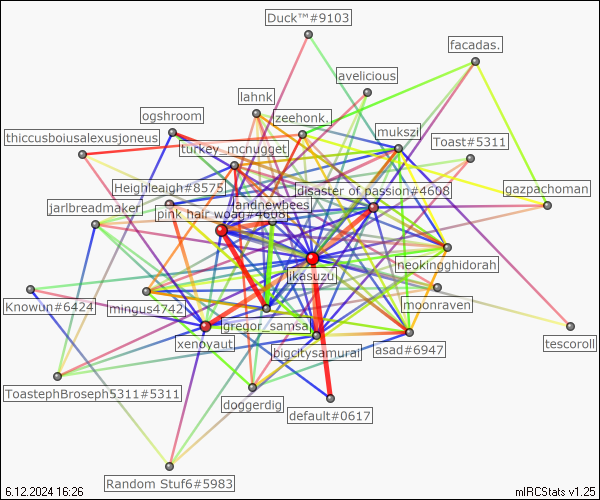 Duck™#9103
facadas.
avelicious
lahnk
ogshroom
zeehonk.
mukszi
Toast#5311
thiccusboiusalexusjoneus
turkey_mcnugget
Heighleaigh#8575
disaster of passion#4608
gazpachoman
jarlbreadmaker
andnewbees
pink hair woag#4608
neokingghidorah
jkasuzu
Knowun#6424
mingus4742
moonraven
gregor_samsa
xenoyaut
bigcitysamurai
asad#6947
tescoroll
ToastephBroseph5311#5311
doggerdig
default#0617
Random Stuf6#5983
6.12.2024 16:26
mIRCStats v1.25